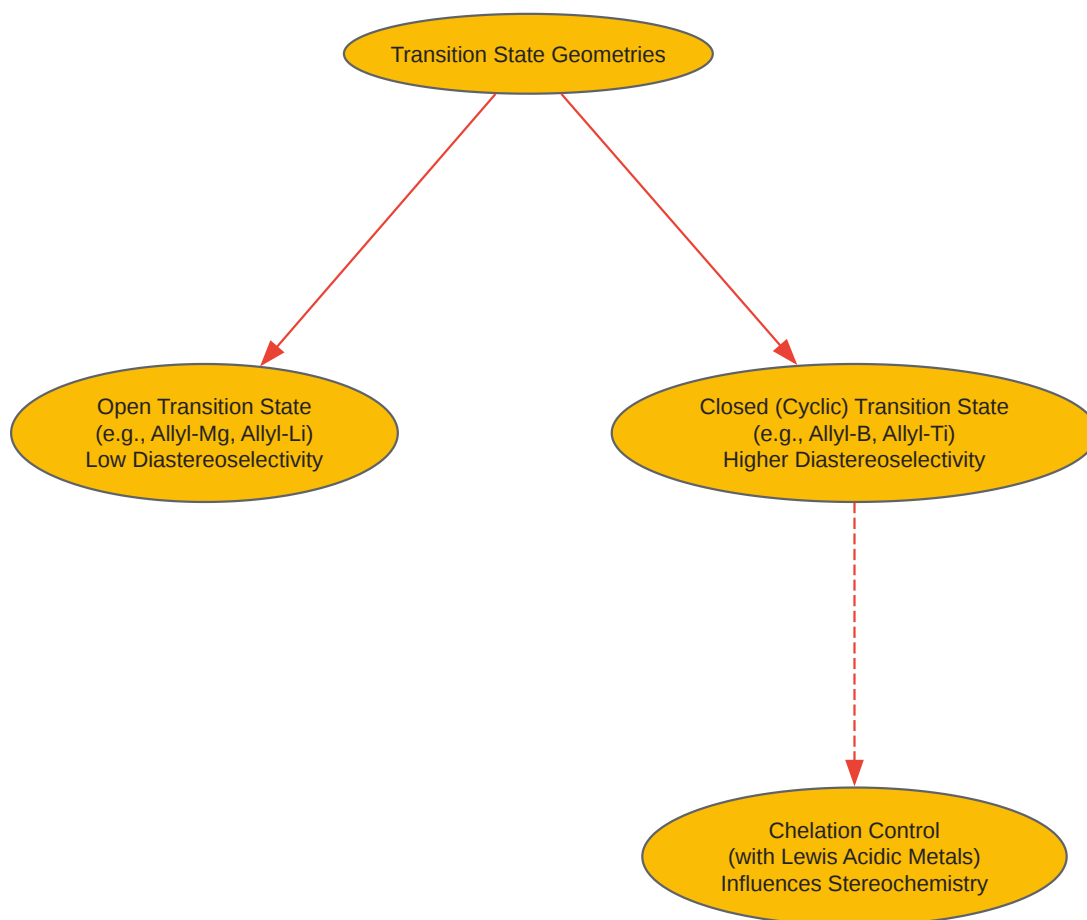 Transition State Geometries
Open Transition State
(e.g., Allyl-Mg, Allyl-Li)
Low Diastereoselectivity
Closed (Cyclic) Transition State
(e.g., Allyl-B, Allyl-Ti)
Higher Diastereoselectivity
Chelation Control
(with Lewis Acidic Metals)
Influences Stereochemistry